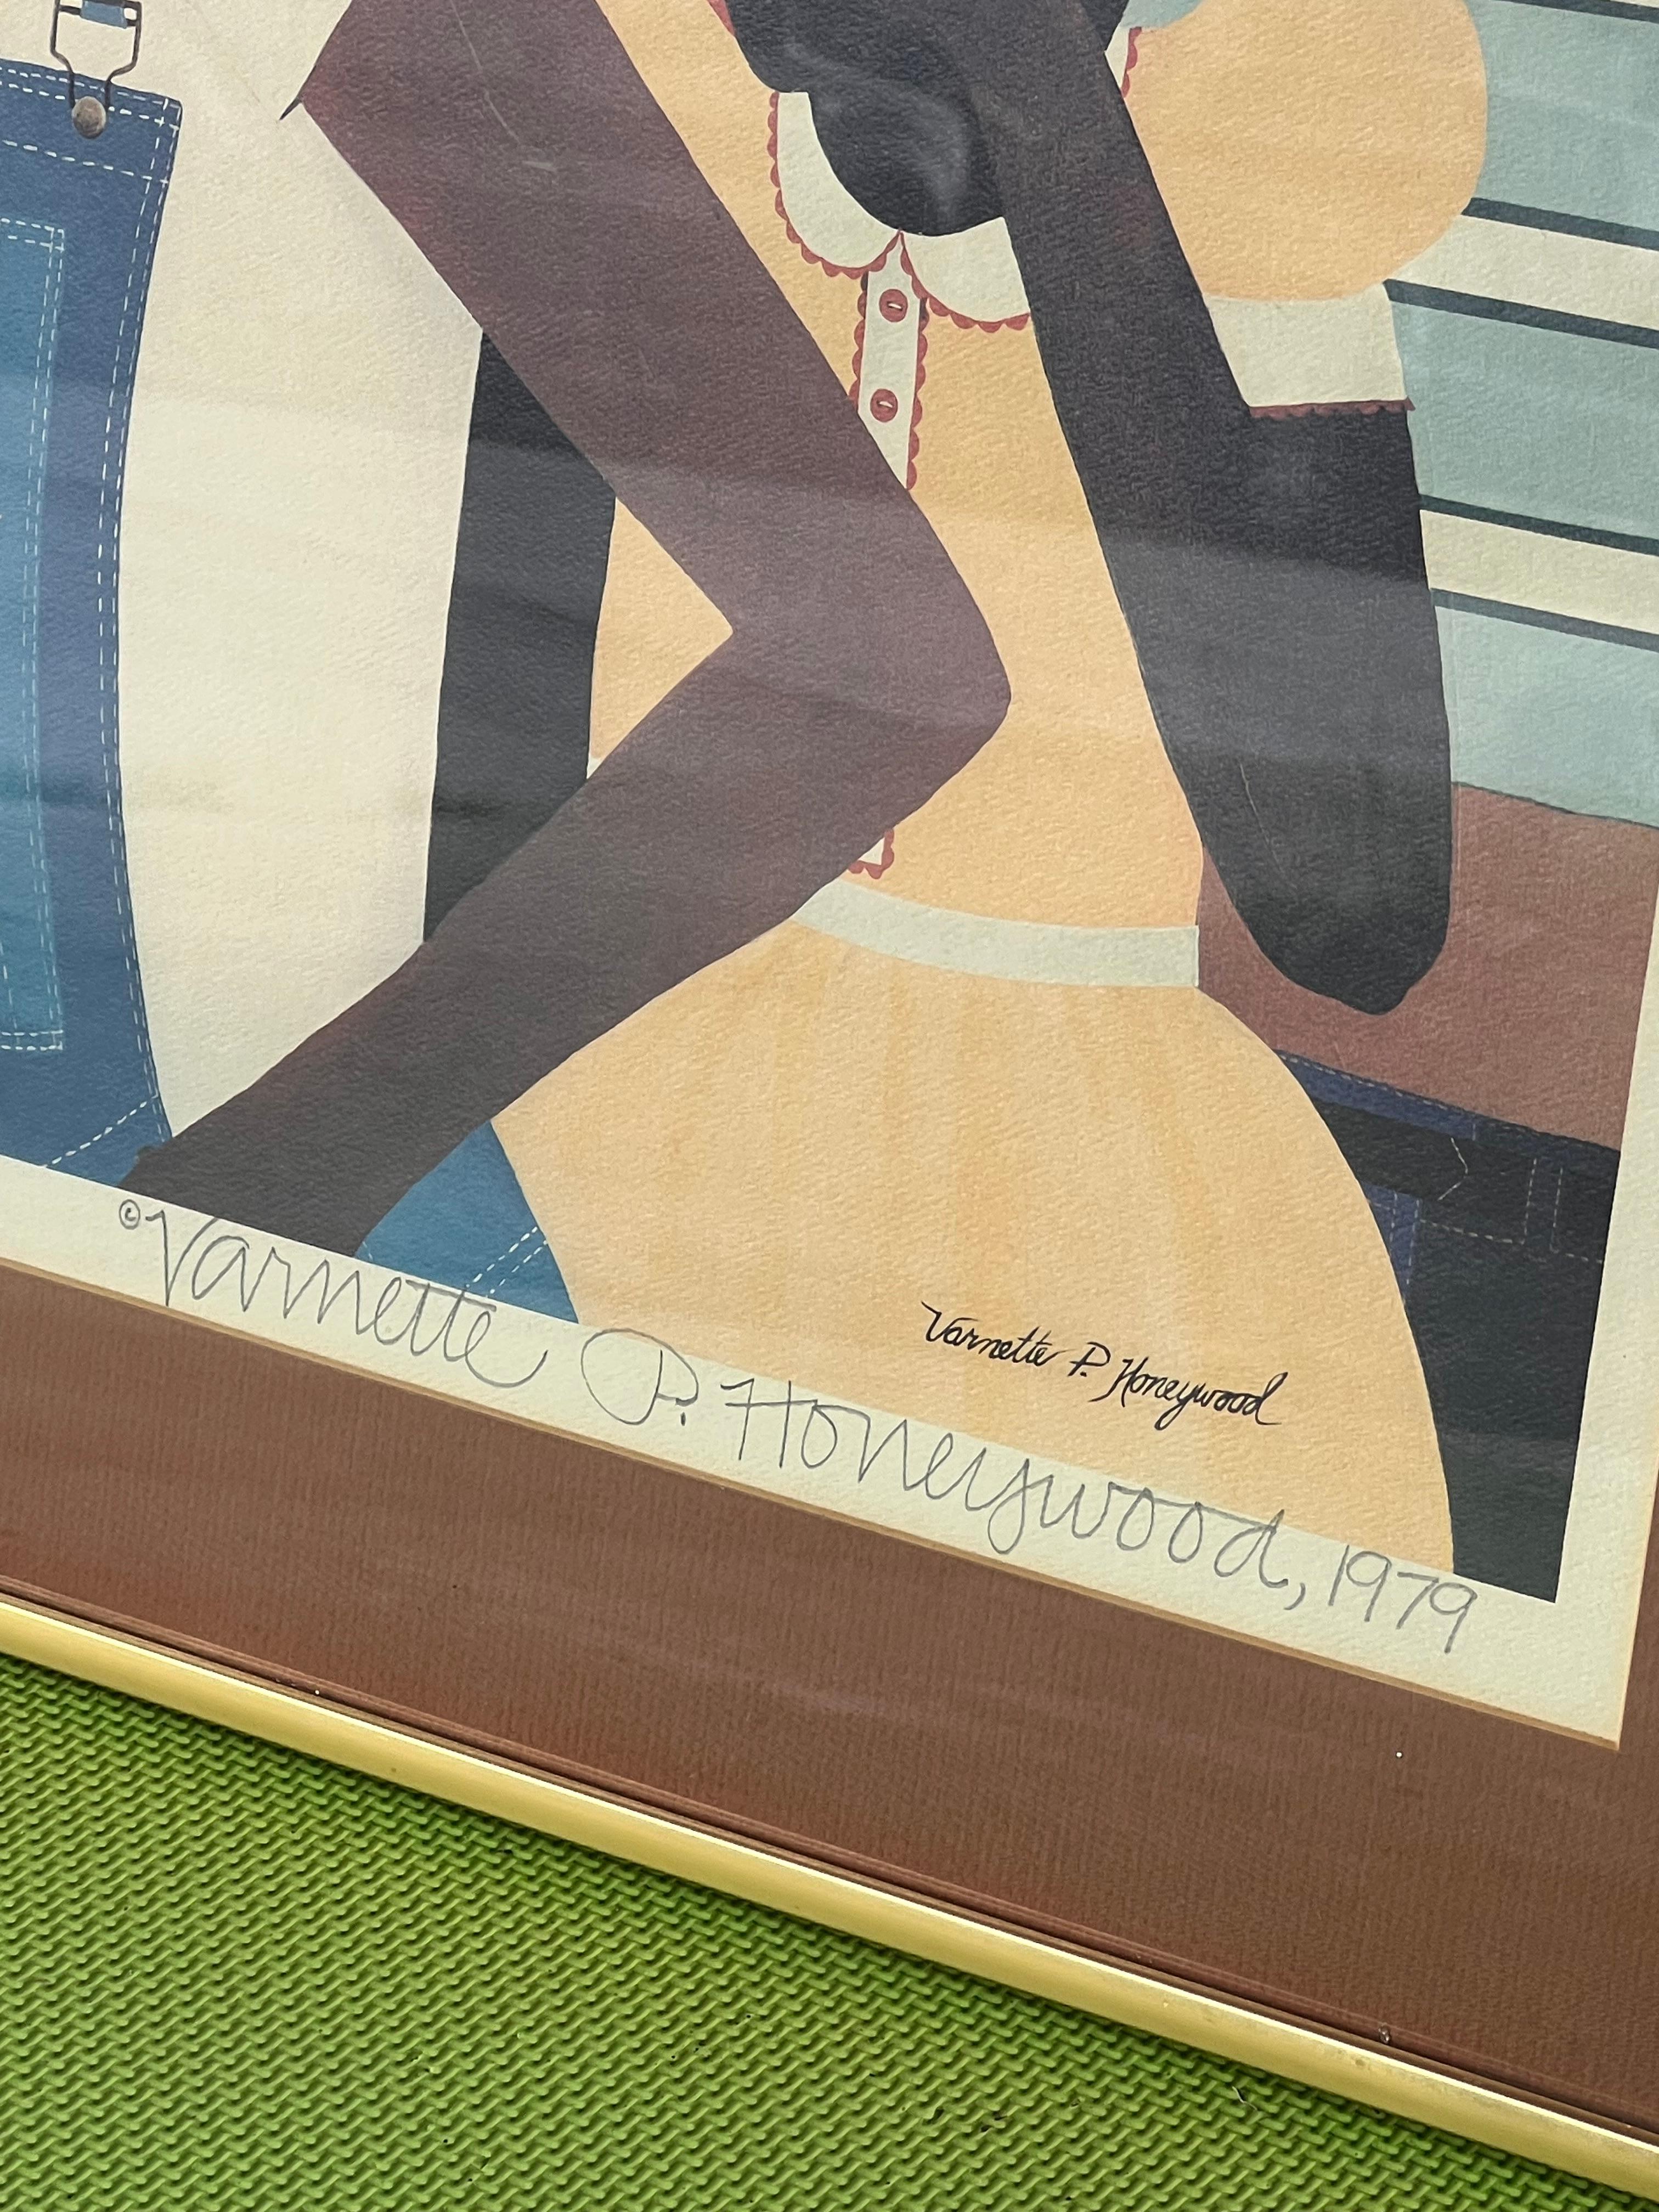 Varnette P. Honeywood
© Varnette P. Honeywood, 1979